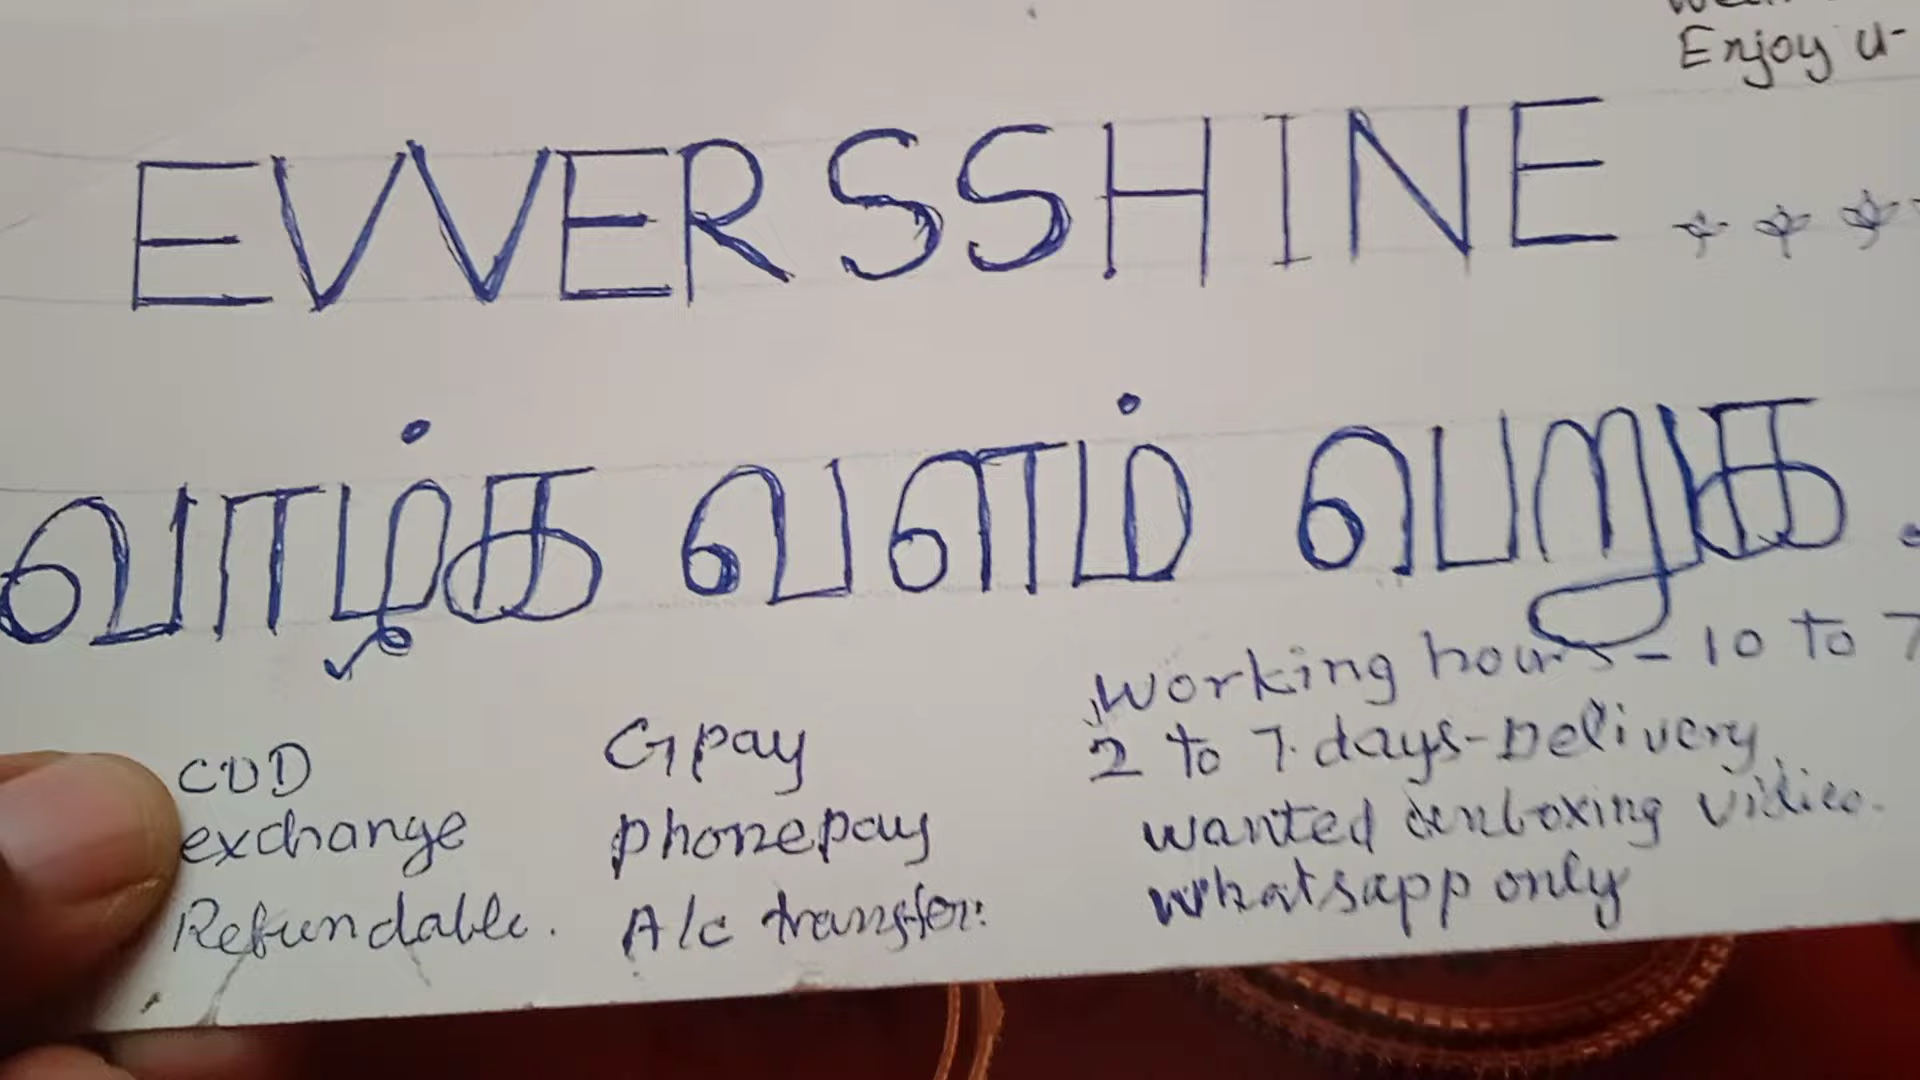 Enjoy u-
EVVERSSHINE
வாழ்க வளம் பெறுக.
COD
exchange
Refundable.
Gpay
phonepay
A/c transfer.
Working hours - 10 to 7
2 to 7 days - Delivery
wanted unboxing vidieo.
whatsapp only